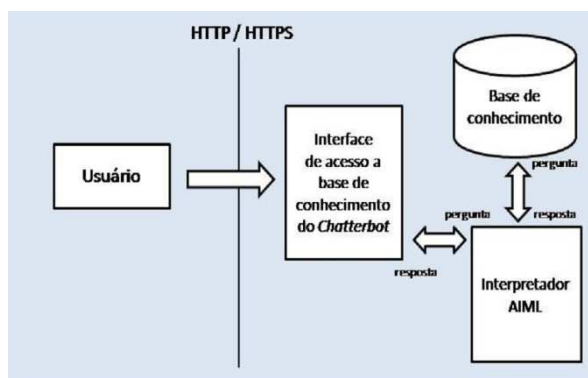 HTTP / HTTPS
Base de
conhecimento
Usuário
Interface
de acesso a
base de
conhecimento
do Chatterbot
pergunta
resposta
pergunta
resposta
Interpretador
AIML